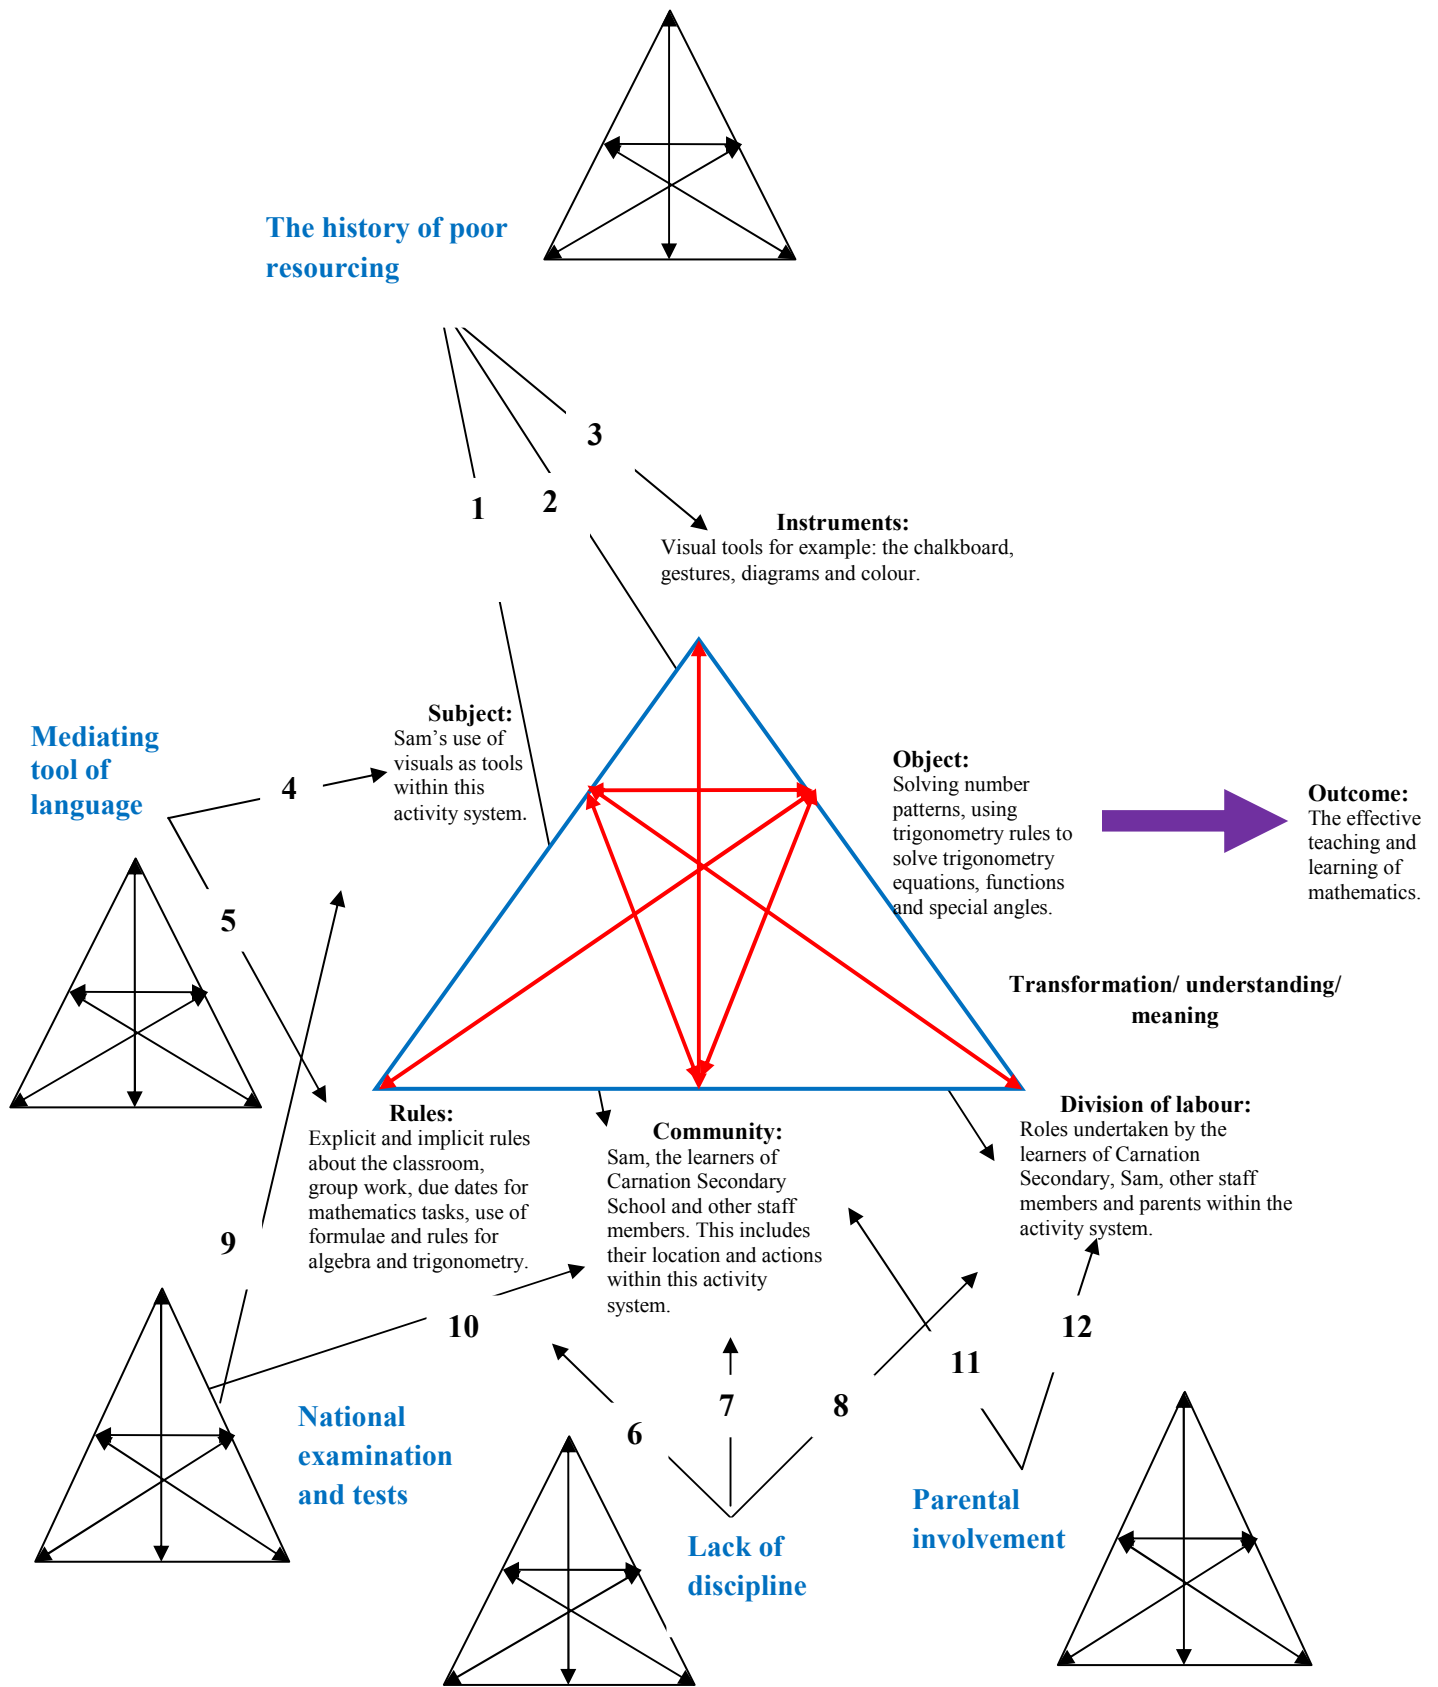 The history of poor
resourcing
3
1
2
Instruments:
Visual tools for example: the chalkboard,
gestures, diagrams and colour.
Mediating
tool of
language
4
5
Subject:
Sam’s use of
visuals as tools
within this
activity system.
Object:
Solving number
patterns, using
trigonometry rules to
solve trigonometry
equations, functions
and special angles.
Outcome:
The effective
teaching and
learning of
mathematics.
Transformation/ understanding/
meaning
Rules:
Explicit and implicit rules
about the classroom,
group work, due dates for
mathematics tasks, use of
formulae and rules for
algebra and trigonometry.
Community:
Sam, the learners of
Carnation Secondary
School and other staff
members. This includes
their location and actions
within this activity
system.
Division of labour:
Roles undertaken by the
learners of Carnation
Secondary, Sam, other staff
members and parents within the
activity system.
9
10
12
11
7
8
6
National
examination
and tests
Lack of
discipline
Parental
involvement